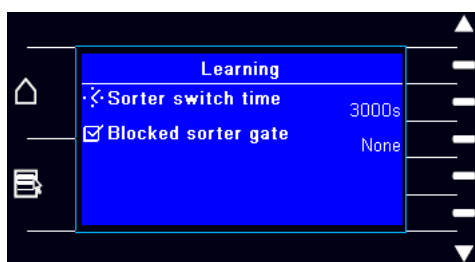 Learning
Sorter switch time
3000s
Blocked sorter gate
None